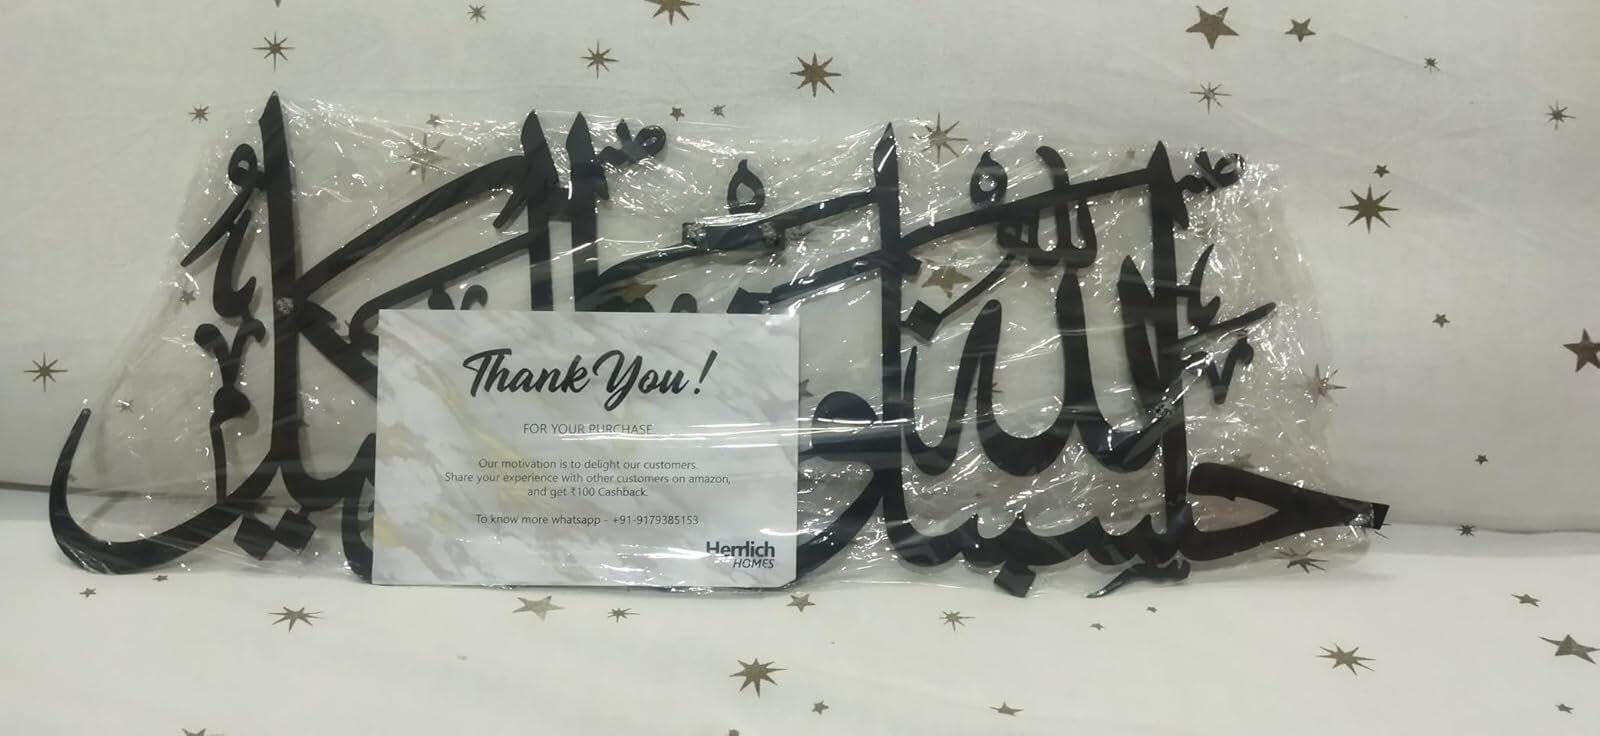 حسبنا الله ونعم الوكيل
Thank You!
FOR YOUR PURCHASE.
Our motivation is to delight our customers.
Share your experience with other customers on amazon,
and get ₹100 Cashback.
To know more whatsapp - +91-9179385153
Herrlich
HOMES